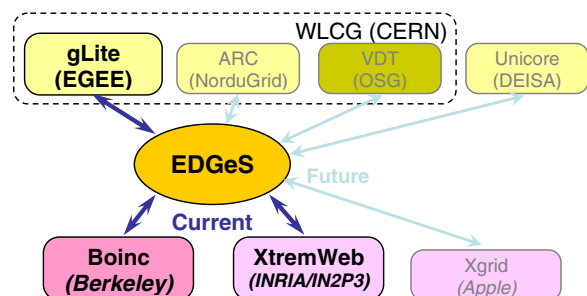 WLCG (CERN)
gLite
(EGEE)
ARC
(NorduGrid)
VDT
(OSG)
Unicore
(DEISA)
EDGeS
Future
Current
Boinc
(Berkeley)
XtremWeb
(INRIA/IN2P3)
Xgrid
(Apple)